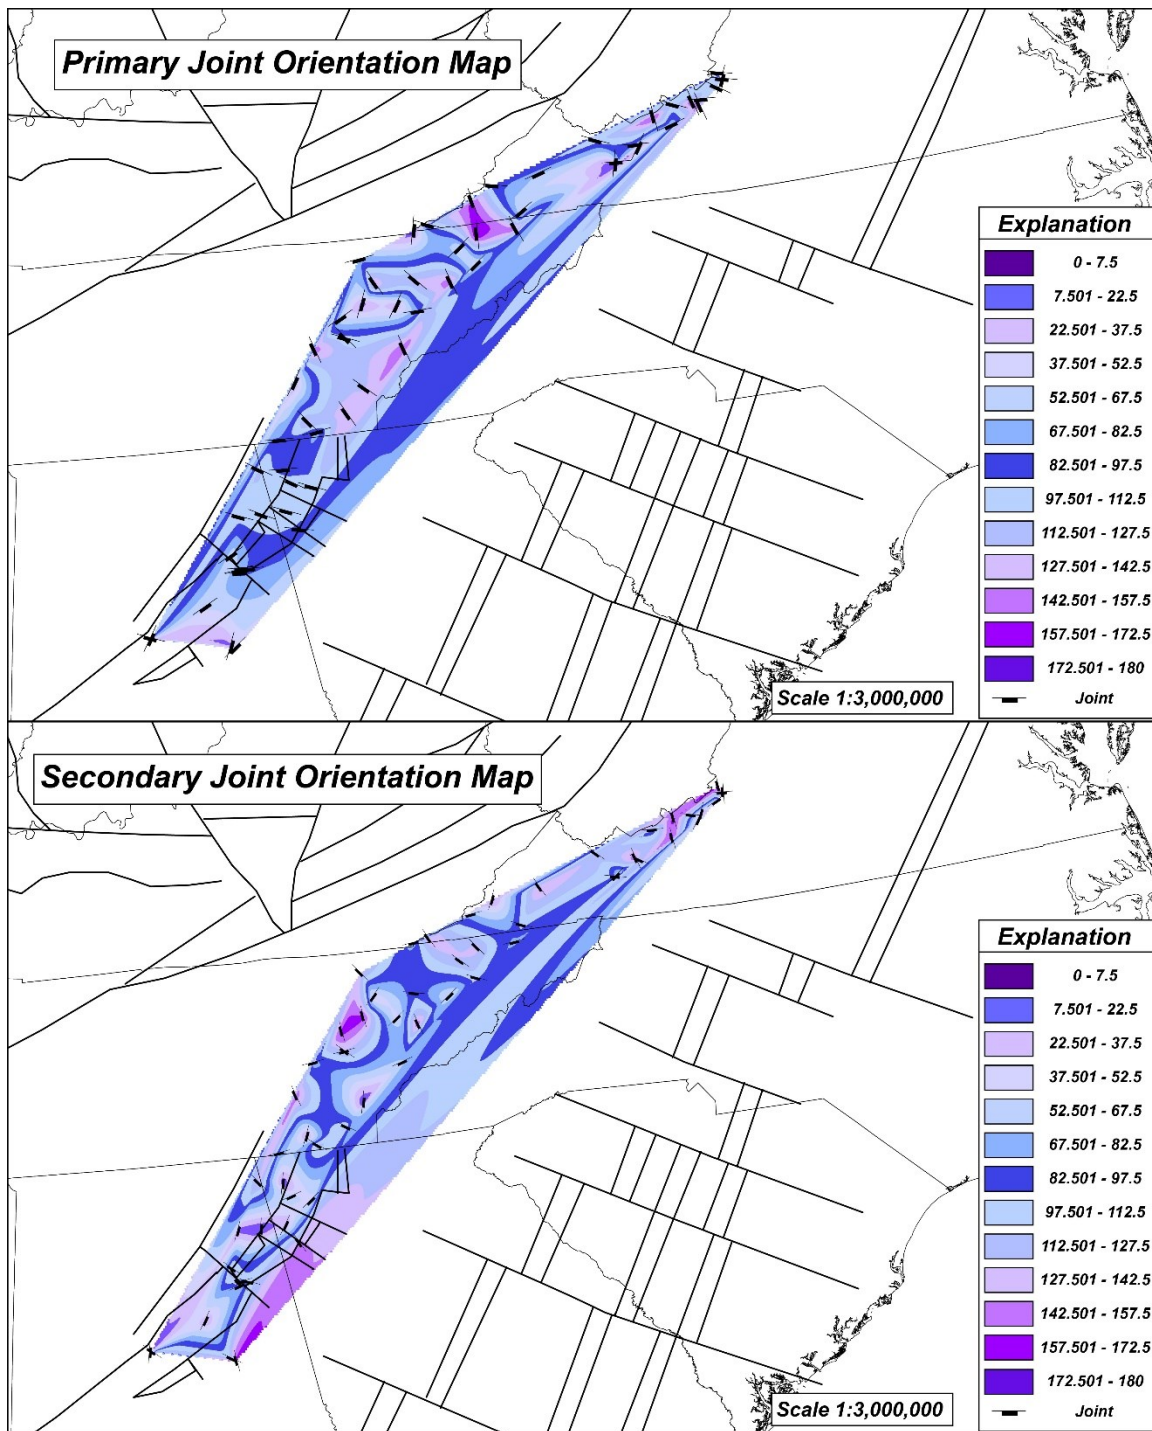 Primary Joint Orientation Map
Explanation
0 - 7.5
7.501 - 22.5
22.501 - 37.5
37.501 - 52.5
52.501 - 67.5
67.501 - 82.5
82.501 - 97.5
97.501 - 112.5
112.501 - 127.5
127.501 - 142.5
142.501 - 157.5
157.501 - 172.5
172.501 - 180
Joint
Scale 1:3,000,000
Secondary Joint Orientation Map
Explanation
0 - 7.5
7.501 - 22.5
22.501 - 37.5
37.501 - 52.5
52.501 - 67.5
67.501 - 82.5
82.501 - 97.5
97.501 - 112.5
112.501 - 127.5
127.501 - 142.5
142.501 - 157.5
157.501 - 172.5
172.501 - 180
Joint
Scale 1:3,000,000